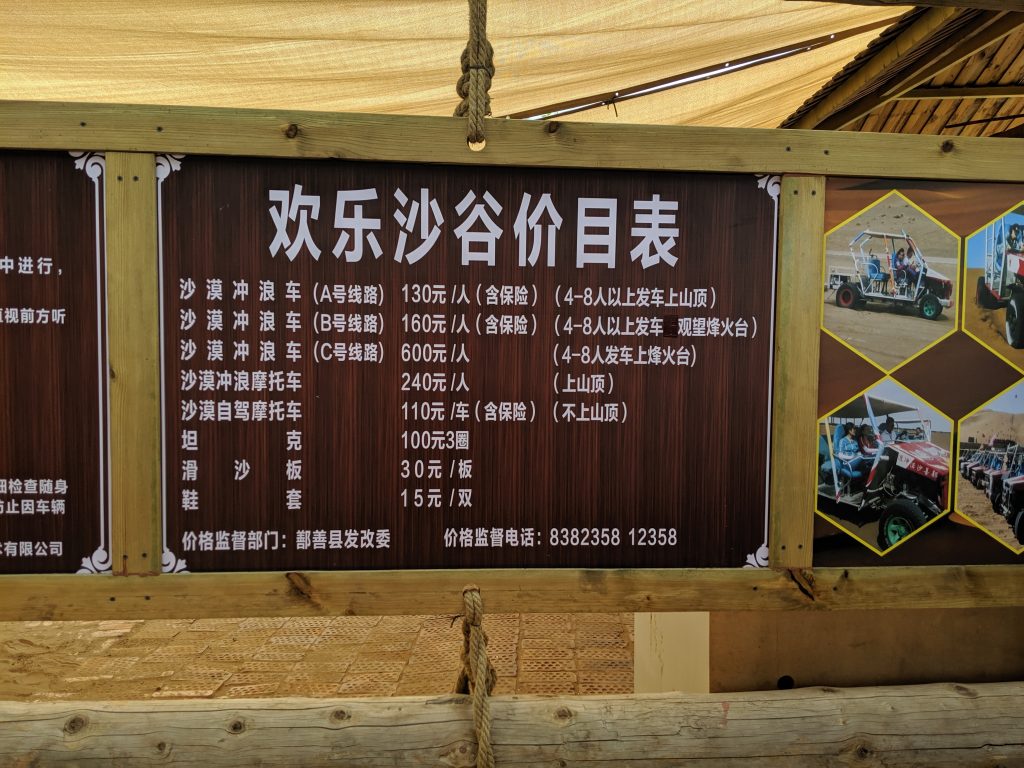 中进行，
直视前方听
细检查随身
防止因车辆
术有限公司
欢乐沙谷价目表
沙漠冲浪车（A号线路） 130元/人（含保险）（4-8人以上发车上山顶）
沙漠冲浪车（B号线路） 160元/人（含保险）（4-8人以上发车 观望烽火台）
沙漠冲浪车（C号线路） 600元/人 （4-8人发车上烽火台）
沙漠冲浪摩托车 240元/人 （上山顶）
沙漠自驾摩托车 110元/车（含保险）（不上山顶）
坦克 100元3圈
滑沙板 30元/板
鞋套 15元/双
价格监督部门：鄯善县发改委 价格监督电话：8382358 12358